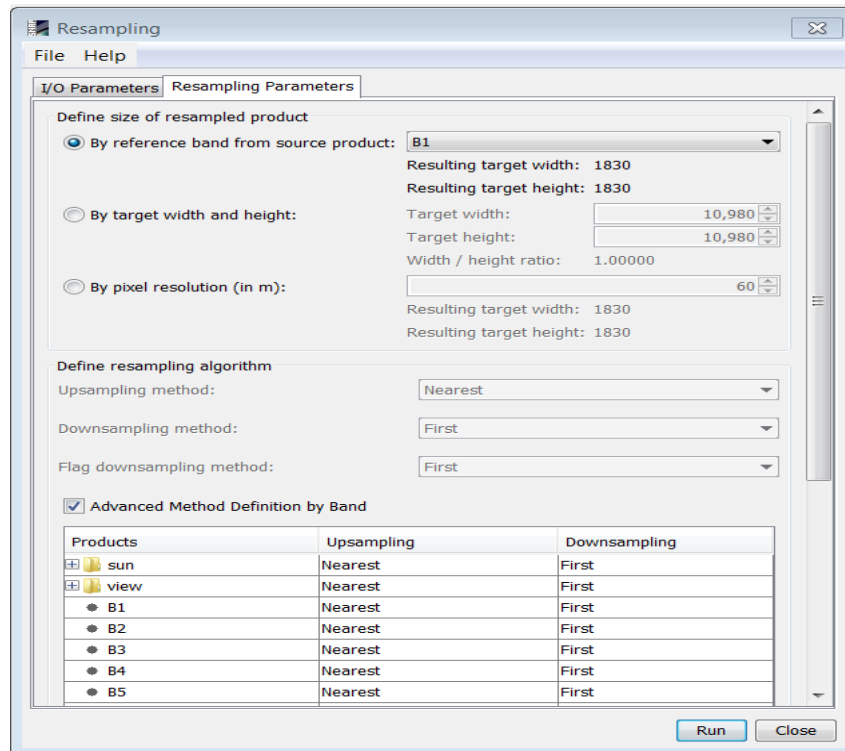 Resampling
File Help
I/O Parameters Resampling Parameters
Define size of resampled product
By reference band from source product: B1
Resulting target width: 1830
Resulting target height: 1830
By target width and height: Target width: 10,980
Target height: 10,980
Width / height ratio: 1.00000
By pixel resolution (in m): 60
Resulting target width: 1830
Resulting target height: 1830
Define resampling algorithm
Upsampling method: Nearest
Downsampling method: First
Flag downsampling method: First
Advanced Method Definition by Band
Products Upsampling Downsampling
sun Nearest First
view Nearest First
B1 Nearest First
B2 Nearest First
B3 Nearest First
B4 Nearest First
B5 Nearest First
Run Close